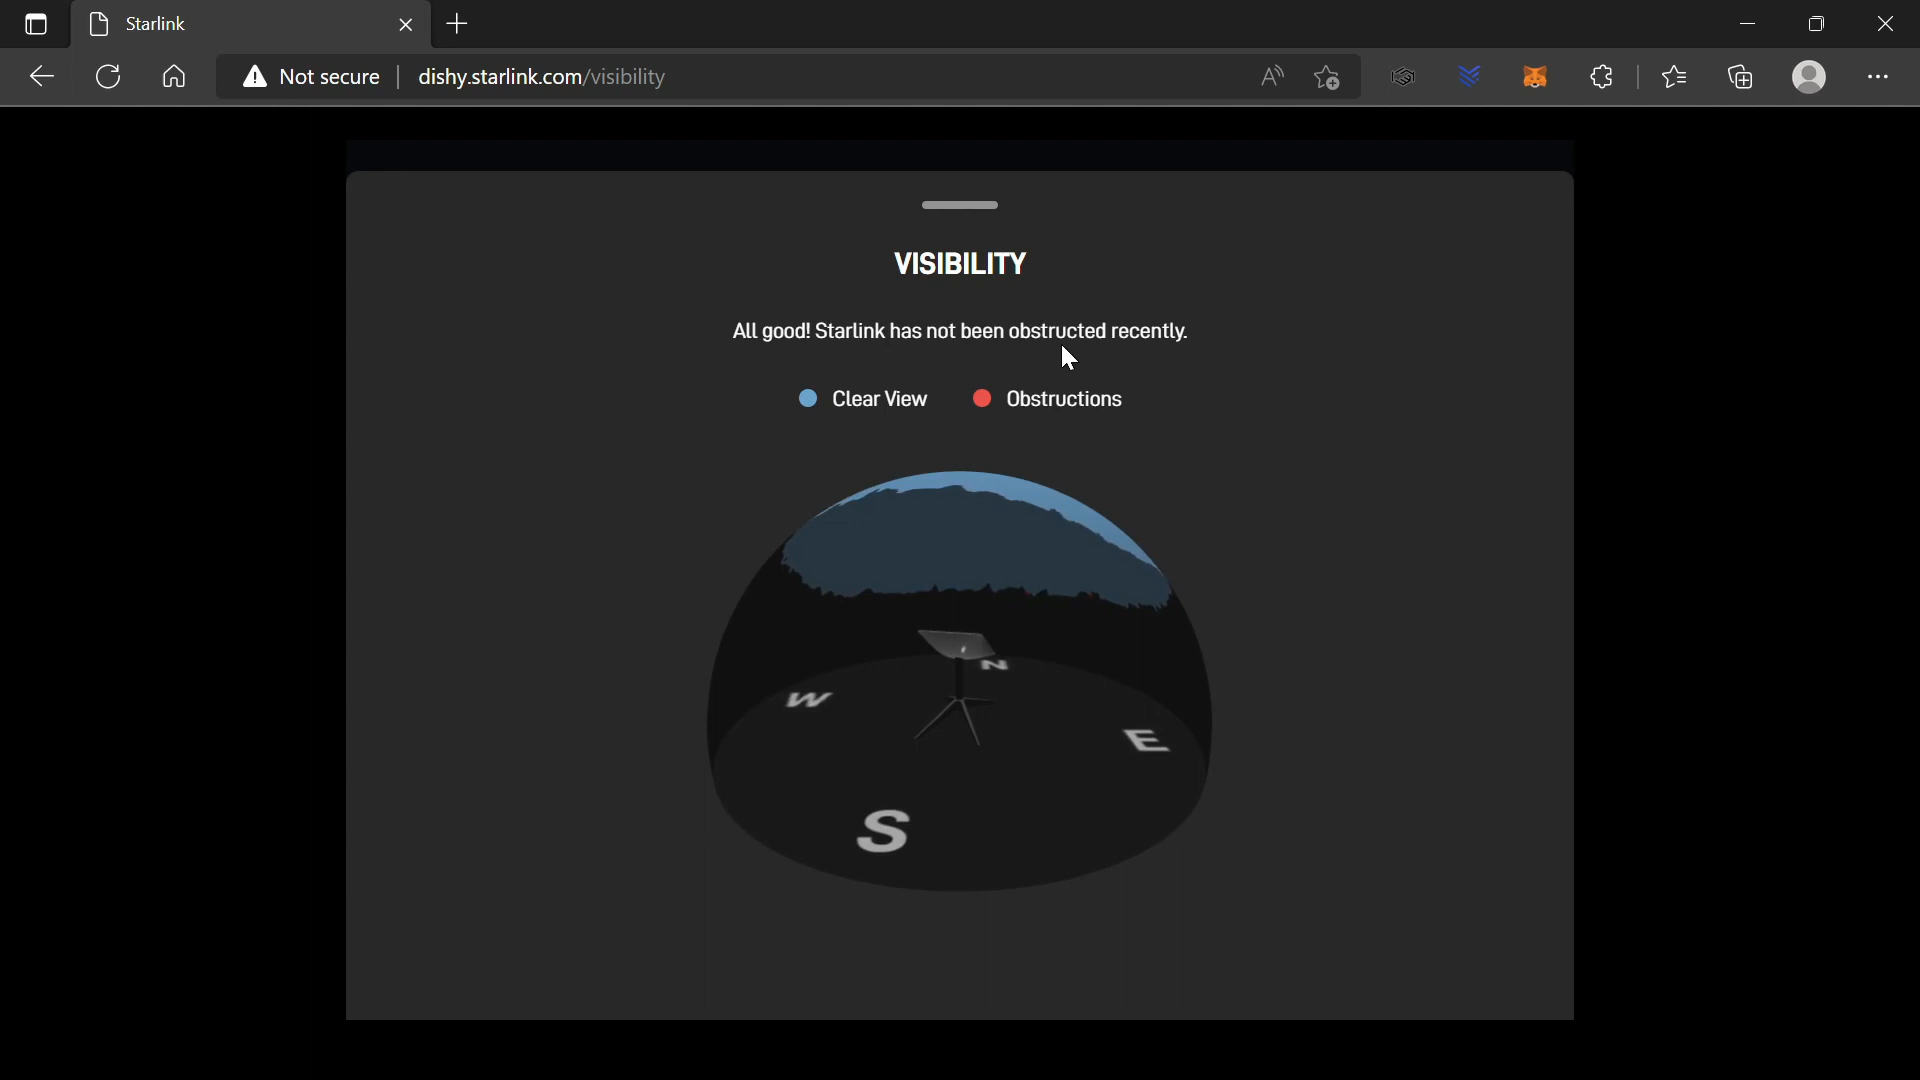 Starlink
Not secure
dishy.starlink.com/visibility
VISIBILITY
All good! Starlink has not been obstructed recently.
Clear View
Obstructions
N
W
E
S